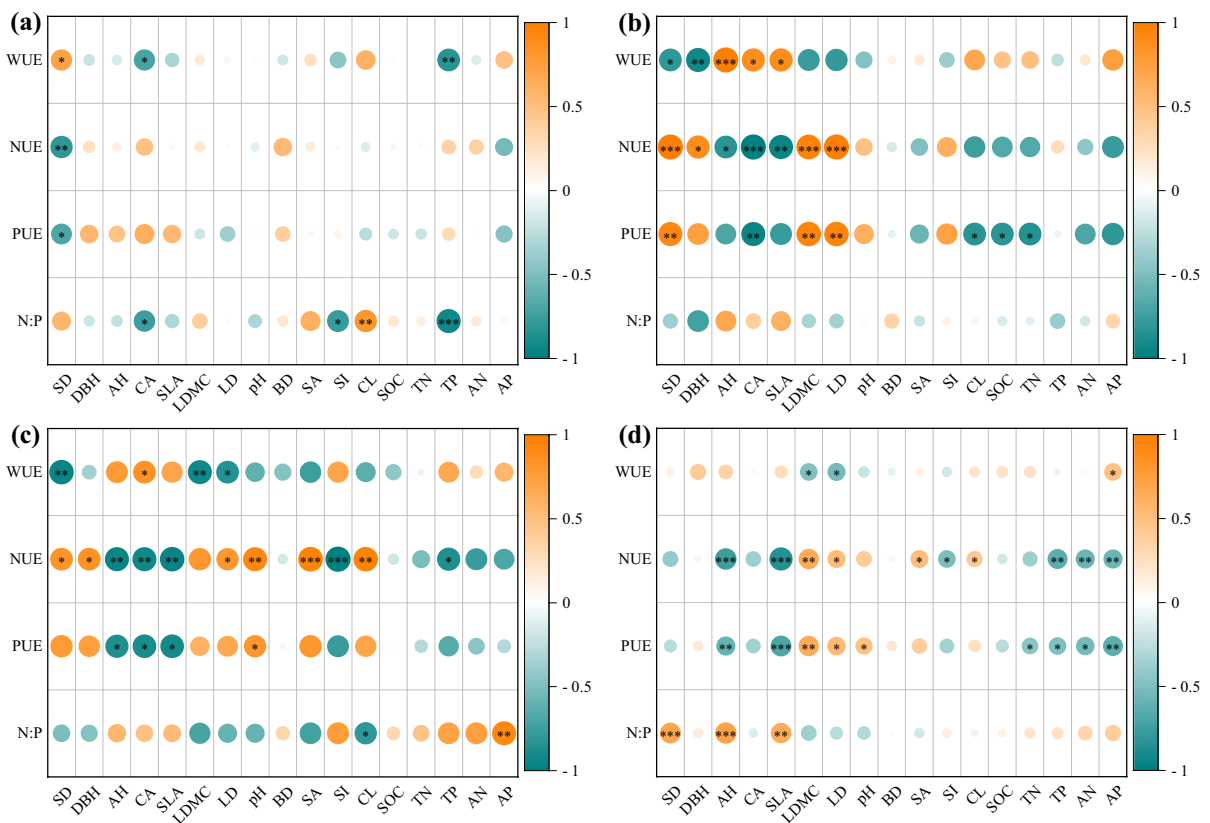 (a)
WUE * * **
NUE **
PUE *
N:P * * ** ***
SD DBH AH CA SLA LDMC LD pH BD SA SI CL SOC TN TP AN AP
1
0.5
0
- 0.5
- 1
(b)
WUE * ** *** * *
NUE *** * * *** ** *** ***
PUE ** ** ** ** * * *
N:P
SD DBH AH CA SLA LDMC LD pH BD SA SI CL SOC TN TP AN AP
1
0.5
0
- 0.5
- 1
(c)
WUE ** * ** *
NUE * * ** ** ** * ** *** *** ** *
PUE * * * *
N:P * **
SD DBH AH CA SLA LDMC LD pH BD SA SI CL SOC TN TP AN AP
1
0.5
0
- 0.5
- 1
(d)
WUE * * *
NUE *** *** ** * * * * ** ** **
PUE ** *** ** * * * * * **
N:P *** *** **
SD DBH AH CA SLA LDMC LD pH BD SA SI CL SOC TN TP AN AP
1
0.5
0
- 0.5
- 1